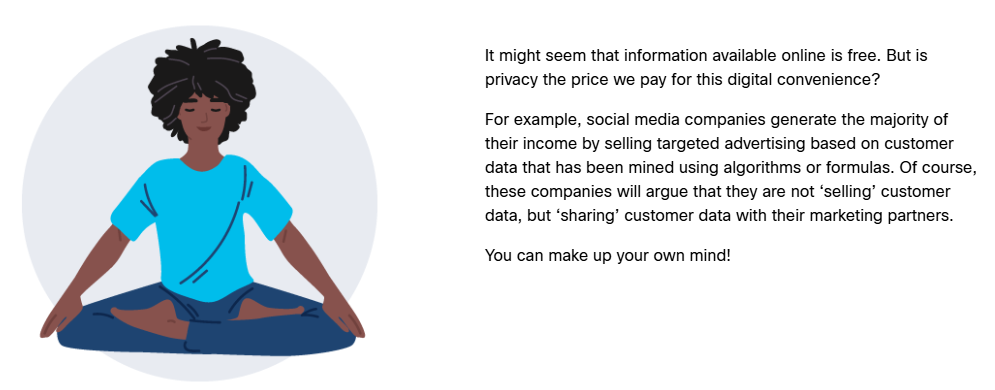 It might seem that information available online is free. But is
privacy the price we pay for this digital convenience?
For example, social media companies generate the majority of
their income by selling targeted advertising based on customer
data that has been mined using algorithms or formulas. Of course,
these companies will argue that they are not ‘selling’ customer
data, but ‘sharing’ customer data with their marketing partners.
You can make up your own mind!